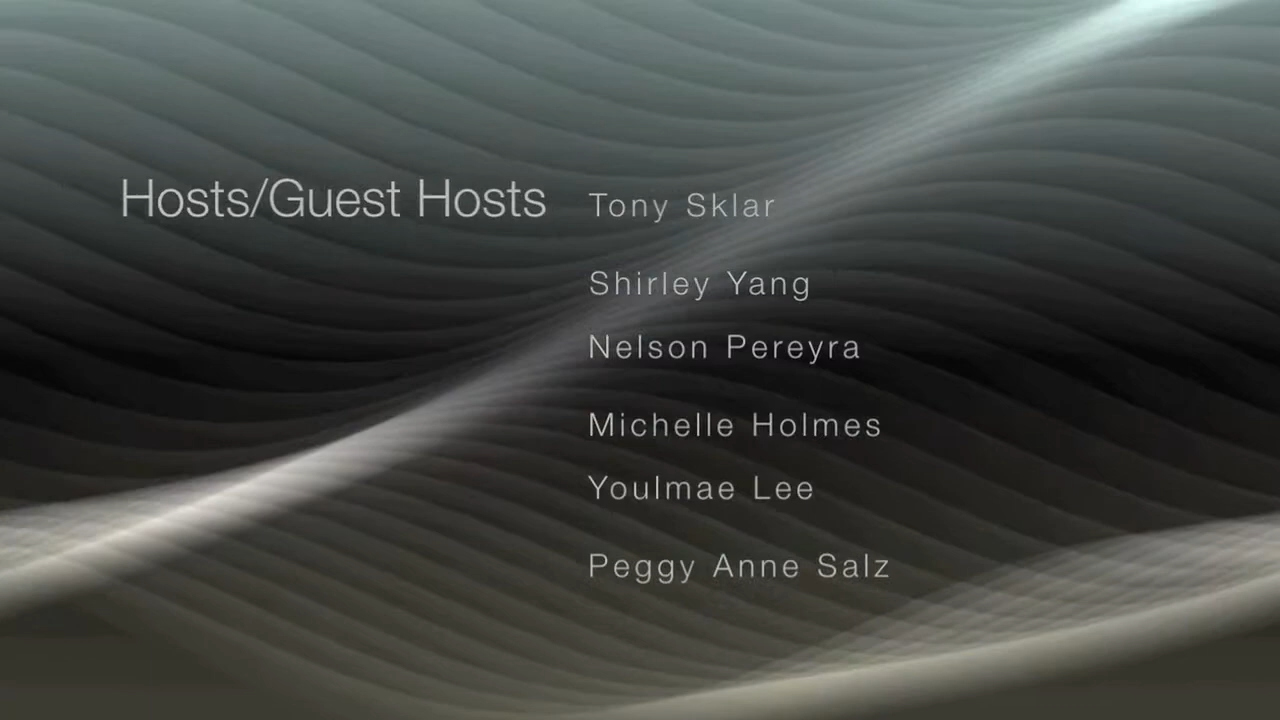 Hosts/Guest Hosts Tony Sklar
Shirley Yang
Nelson Pereyra
Michelle Holmes
Youlmae Lee
Peggy Anne Salz